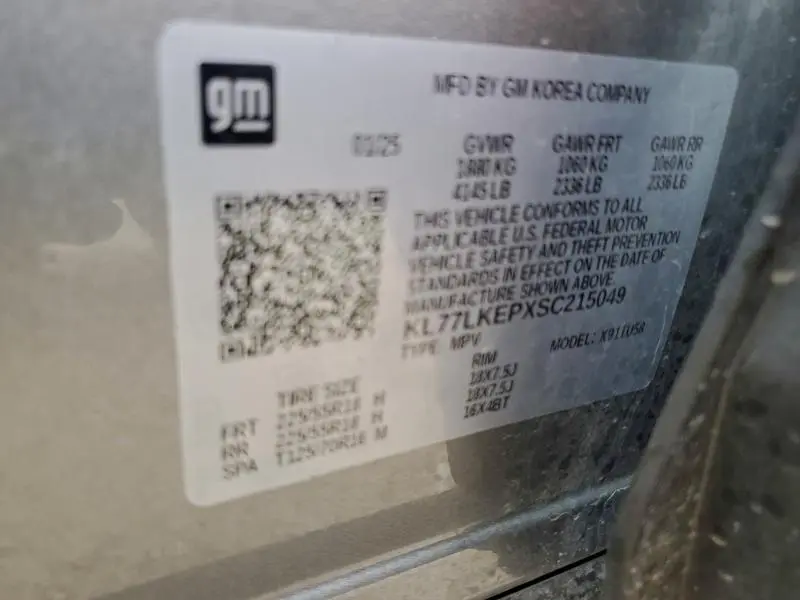 gm
MFD BY GM KOREA COMPANY
01/25 GVWR GAWR FRT GAWR RR
1880 KG 1060 KG 1060 KG
4145 LB 2336 LB 2336 LB
THIS VEHICLE CONFORMS TO ALL
APPLICABLE U.S. FEDERAL MOTOR
VEHICLE SAFETY AND THEFT PREVENTION
STANDARDS IN EFFECT ON THE DATE OF
MANUFACTURE SHOWN ABOVE.
KL77LKEPXSC215049
TYPE: MPV MODEL:
TIRE SIZE RIM
FRT 225/55R18 H 18X7.5J
RR 225/55R18 H 18X7.5J
SPA T125/70R16 M 16X4BT